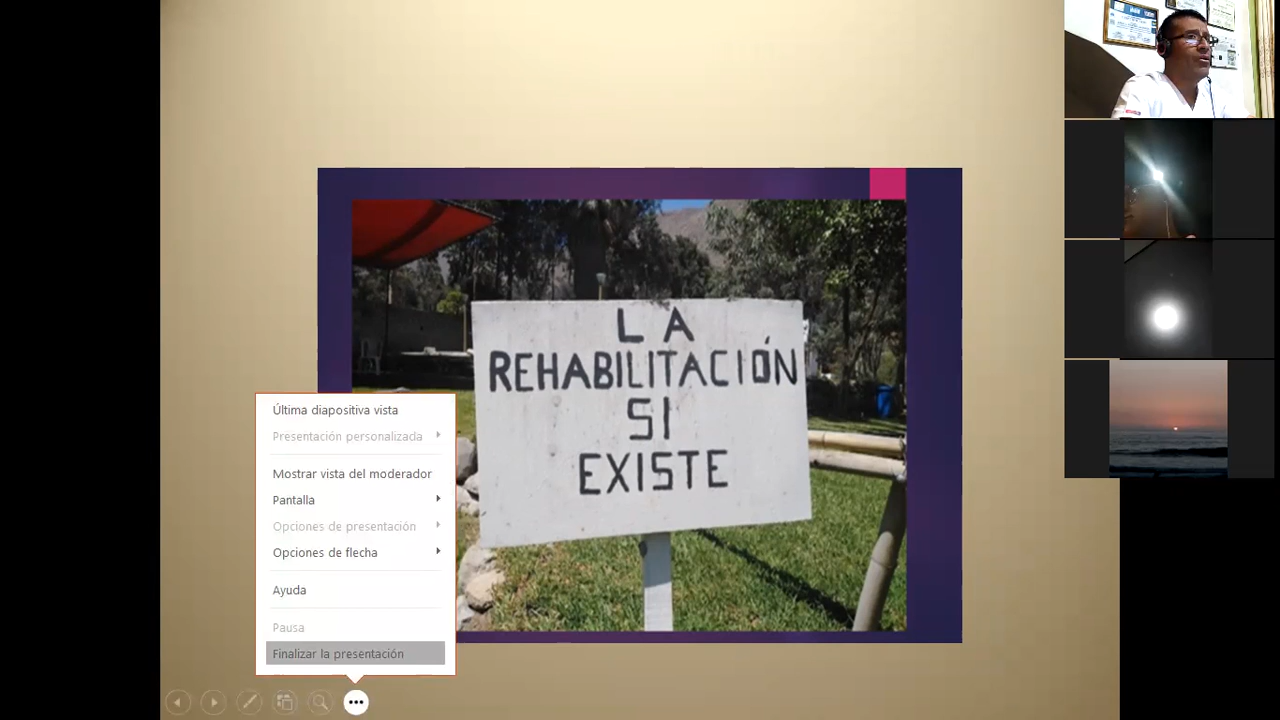 LA
REHABILITACIÓN
SI
EXISTE
Última diapositiva vista
Presentación personalizada
Mostrar vista del moderador
Pantalla
Opciones de presentación
Opciones de flecha
Ayuda
Pausa
Finalizar la presentación